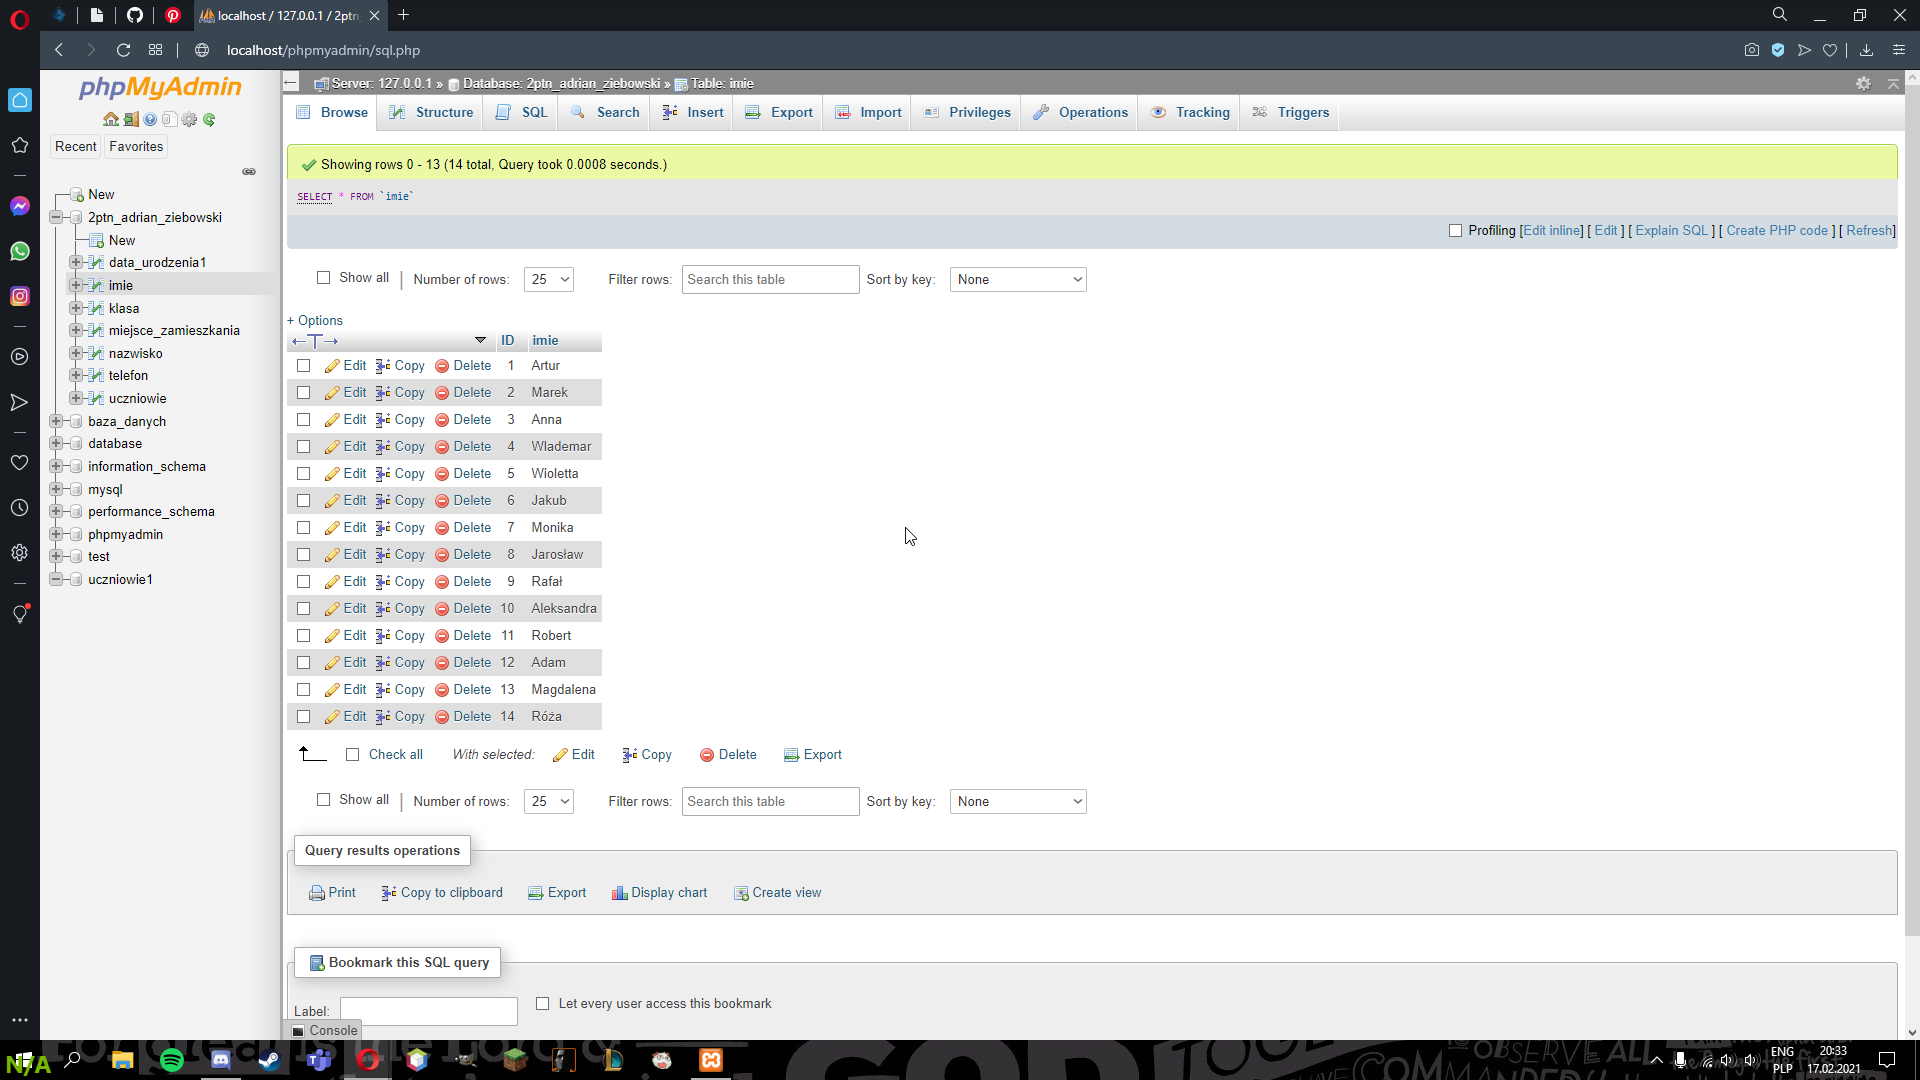 localhost / 127.0.0.1 / 2ptn_
localhost/phpmyadmin/sql.php
phpMyAdmin
Recent
Favorites
New
2ptn_adrian_ziebowski
New
data_urodzenia1
imie
klasa
miejsce_zamieszkania
nazwisko
telefon
uczniowie
baza_danych
database
information_schema
mysql
performance_schema
phpmyadmin
test
uczniowie1
Server: 127.0.0.1 » Database: 2ptn_adrian_ziebowski » Table: imie
Browse Structure SQL Search Insert Export Import Privileges Operations Tracking Triggers
Showing rows 0 - 13 (14 total, Query took 0.0008 seconds.)
SELECT * FROM `imie`
Profiling [Edit inline] [ Edit ] [ Explain SQL ] [ Create PHP code ] [ Refresh]
Show all | Number of rows: 25 Filter rows: Search this table Sort by key: None
+ Options
←T→ ID imie
Edit Copy Delete 1 Artur
Edit Copy Delete 2 Marek
Edit Copy Delete 3 Anna
Edit Copy Delete 4 Wlademar
Edit Copy Delete 5 Wioletta
Edit Copy Delete 6 Jakub
Edit Copy Delete 7 Monika
Edit Copy Delete 8 Jarosław
Edit Copy Delete 9 Rafał
Edit Copy Delete 10 Aleksandra
Edit Copy Delete 11 Robert
Edit Copy Delete 12 Adam
Edit Copy Delete 13 Magdalena
Edit Copy Delete 14 Róża
Check all With selected: Edit Copy Delete Export
Show all | Number of rows: 25 Filter rows: Search this table Sort by key: None
Query results operations
Print Copy to clipboard Export Display chart Create view
Bookmark this SQL query
Label: Let every user access this bookmark
Console
N/A
GOD
OBSERVE ALL
ENG
PLP
20:33
17.02.2021